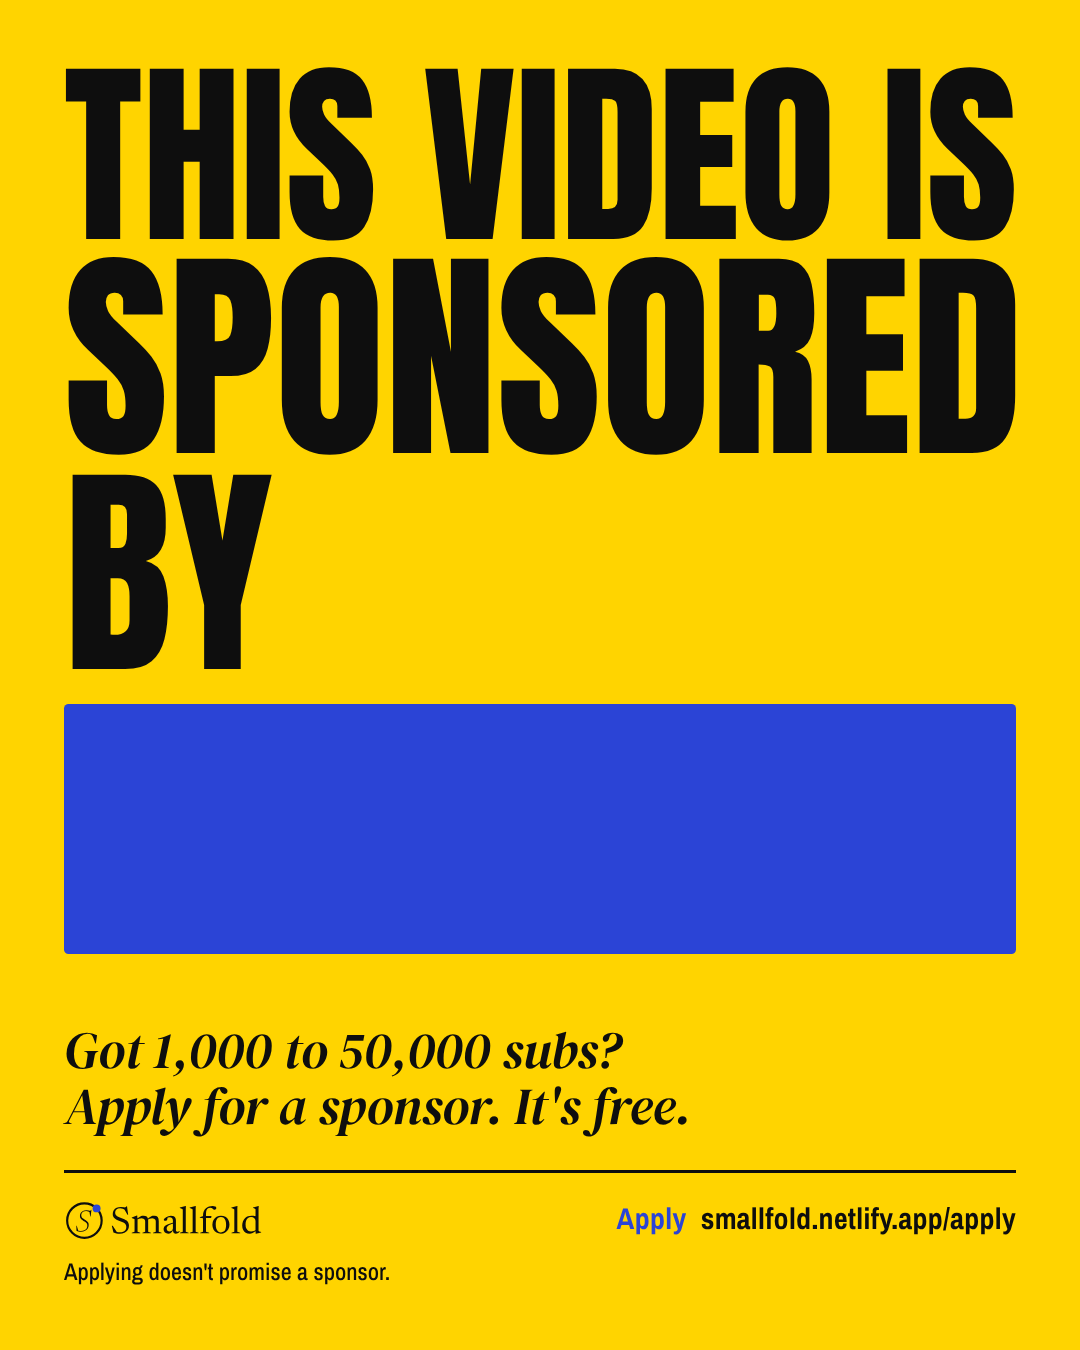 THIS VIDEO IS
SPONSORED
BY
Got 1,000 to 50,000 subs?
Apply for a sponsor. It's free.
S Smallfold
Apply smallfold.netlify.app/apply
Applying doesn't promise a sponsor.